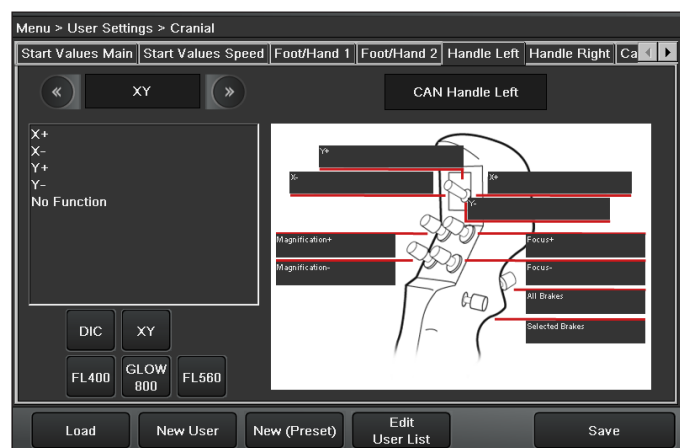 Menu > User Settings > Cranial
Start Values Main Start Values Speed Foot/Hand 1 Foot/Hand 2 Handle Left Handle Right Ca
XY
CAN Handle Left
X+
X-
Y+
Y-
No Function
Y+
X-
X+
Y-
Magnification+
Focus+
Magnification-
Focus-
All Brakes
Selected Brakes
DIC
XY
FL400
GLOW
800
FL560
Load
New User
New (Preset)
Edit
User List
Save